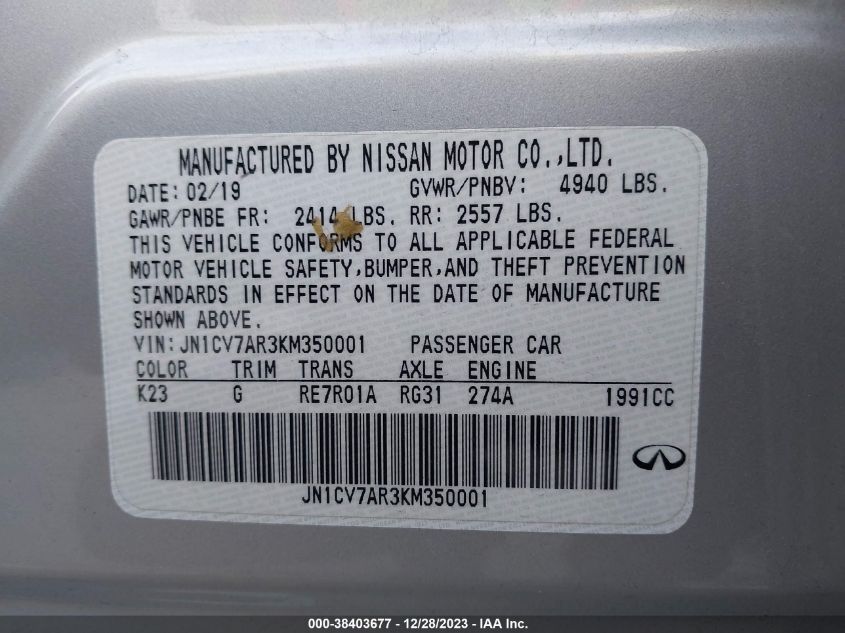 MANUFACTURED BY NISSAN MOTOR CO.,LTD.
DATE: 02/19 GVWR/PNBV: 4940 LBS.
GAWR/PNBE FR: 2414 LBS. RR: 2557 LBS.
THIS VEHICLE CONFORMS TO ALL APPLICABLE FEDERAL
MOTOR VEHICLE SAFETY,BUMPER,AND THEFT PREVENTION
STANDARDS IN EFFECT ON THE DATE OF MANUFACTURE
SHOWN ABOVE.
VIN:JN1CV7AR3KM350001 PASSENGER CAR
COLOR TRIM TRANS AXLE ENGINE
K23 G RE7R01A RG31 274A 1991CC
JN1CV7AR3KM350001
000-38403677 - 12/28/2023 - IAA Inc.